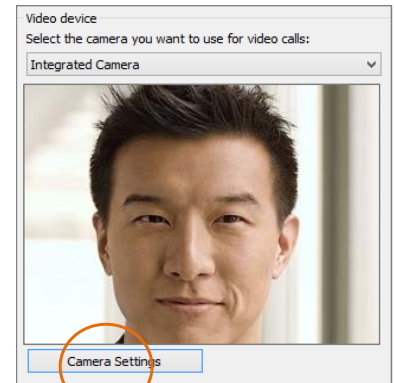 Video device
Select the camera you want to use for video calls:
Integrated Camera
Camera Settings